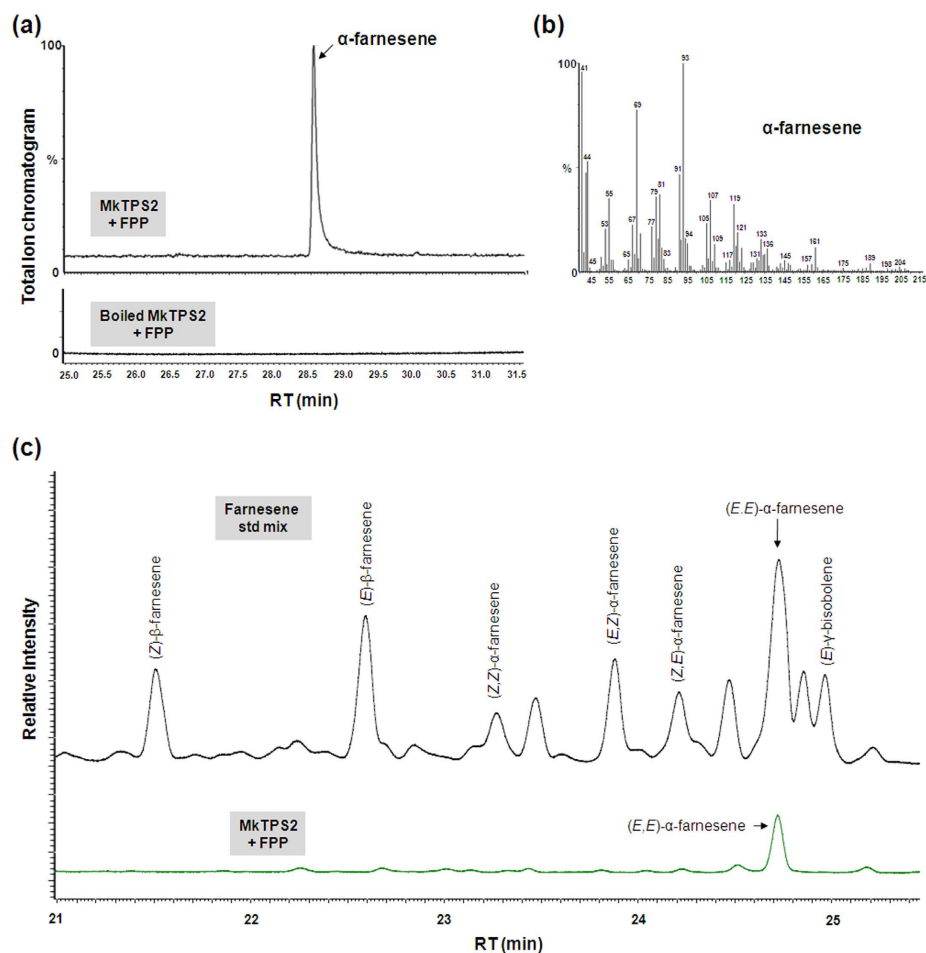 (a)
α-farnesene
100
%
MkTPS2
+ FPP
Boiled MkTPS2
+ FPP
0
Total ion chromatogram
25.0 25.5 26.0 26.5 27.0 27.5 28.0 28.5 29.0 29.5 30.0 30.5 31.0 31.5
RT (min)
(b)
α-farnesene
100
%
0
41
44
45
53
55
65
67
69
77
79
81
83
91
93
94
105
107
109
117
119
121
131
133
136
145
157
161
175
189
198
204
45 55 65 75 85 95 105 115 125 135 145 155 165 175 185 195 205 215
(c)
Farnesene
std mix
(Z)-β-farnesene
(E)-β-farnesene
(Z,Z)-α-farnesene
(E,Z)-α-farnesene
(Z,E)-α-farnesene
(E.E)-α-farnesene
(E)-γ-bisobolene
Relative Intensity
MkTPS2
+ FPP
(E,E)-α-farnesene
21 22 23 24 25
RT (min)